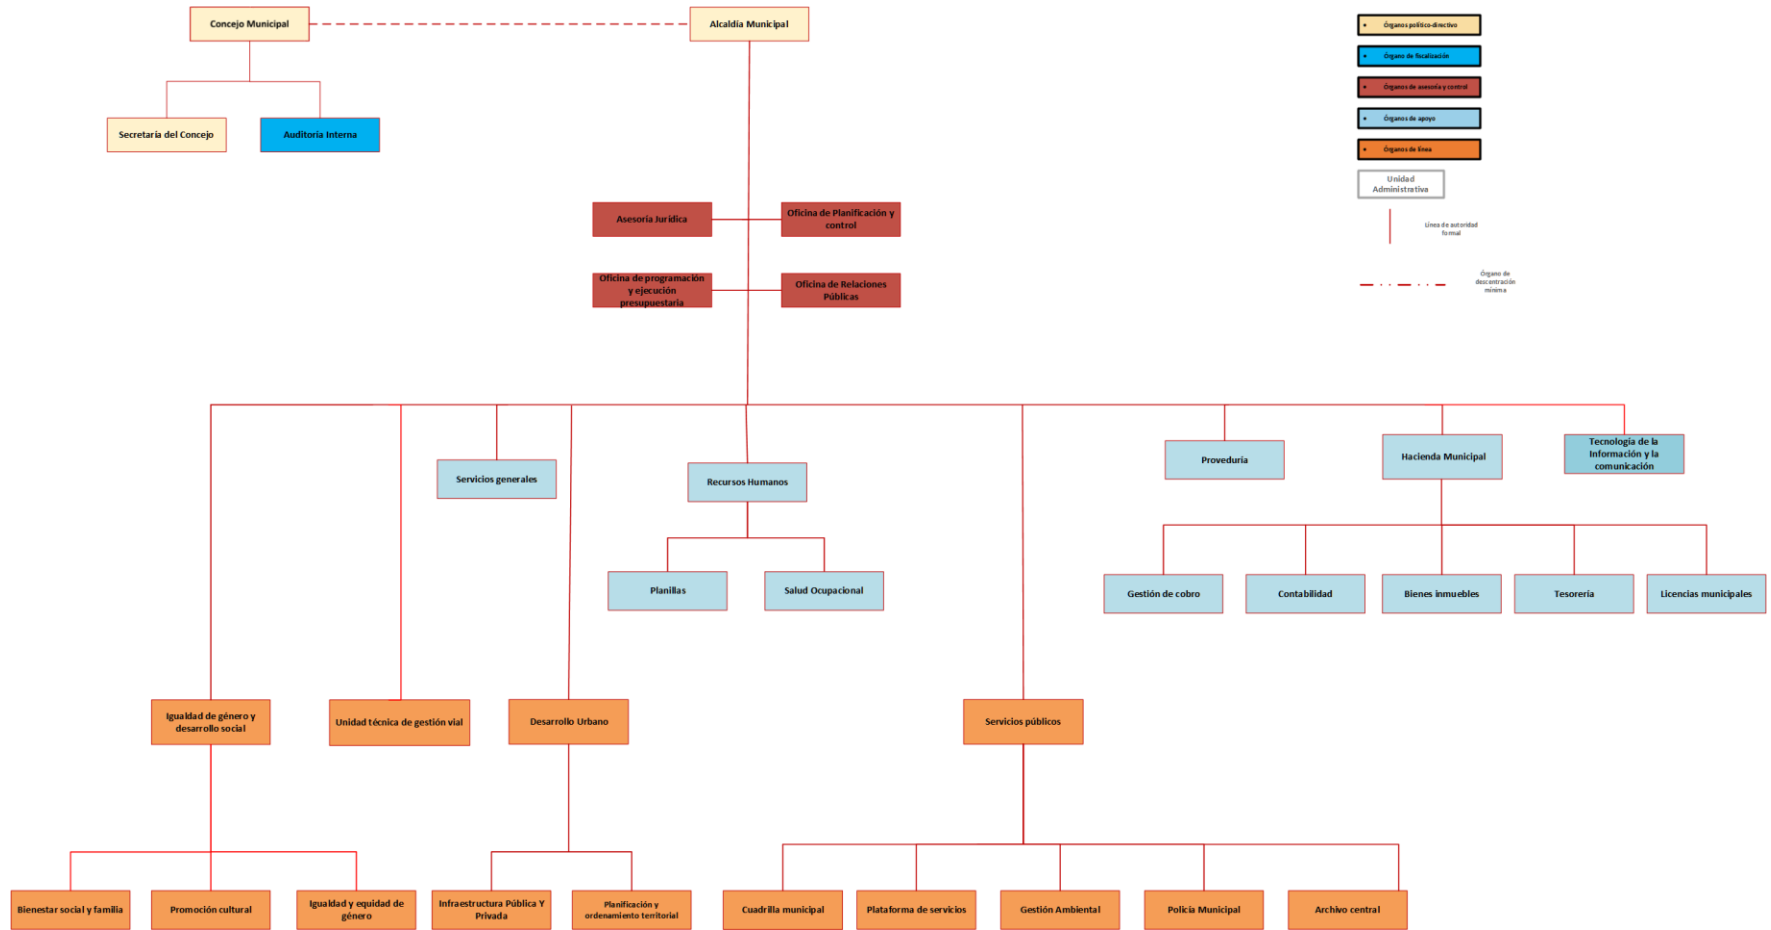 Concejo Municipal
Alcaldía Municipal
Secretaría del Concejo
Auditoría Interna
Asesoría Jurídica
Oficina de Planificación y
control
Oficina de programación
y ejecución
presupuestaria
Oficina de Relaciones
Públicas
Órganos político-directivo
Órgano de fiscalización
Órganos de asesoría y control
Órganos de apoyo
Órganos de línea
Unidad
Administrativa
Línea de autoridad
formal
Órgano de
descentración
mínima
Servicios generales
Recursos Humanos
Proveduría
Hacienda Municipal
Tecnología de la
Información y la
comunicación
Planillas
Salud Ocupacional
Gestión de cobro
Contabilidad
Bienes inmuebles
Tesorería
Licencias municipales
Igualdad de género y
desarrollo social
Unidad técnica de gestión vial
Desarrollo Urbano
Servicios públicos
Bienestar social y familia
Promoción cultural
Igualdad y equidad de
género
Infraestructura Pública Y
Privada
Planificación y
ordenamiento territorial
Cuadrilla municipal
Plataforma de servicios
Gestión Ambiental
Policía Municipal
Archivo central